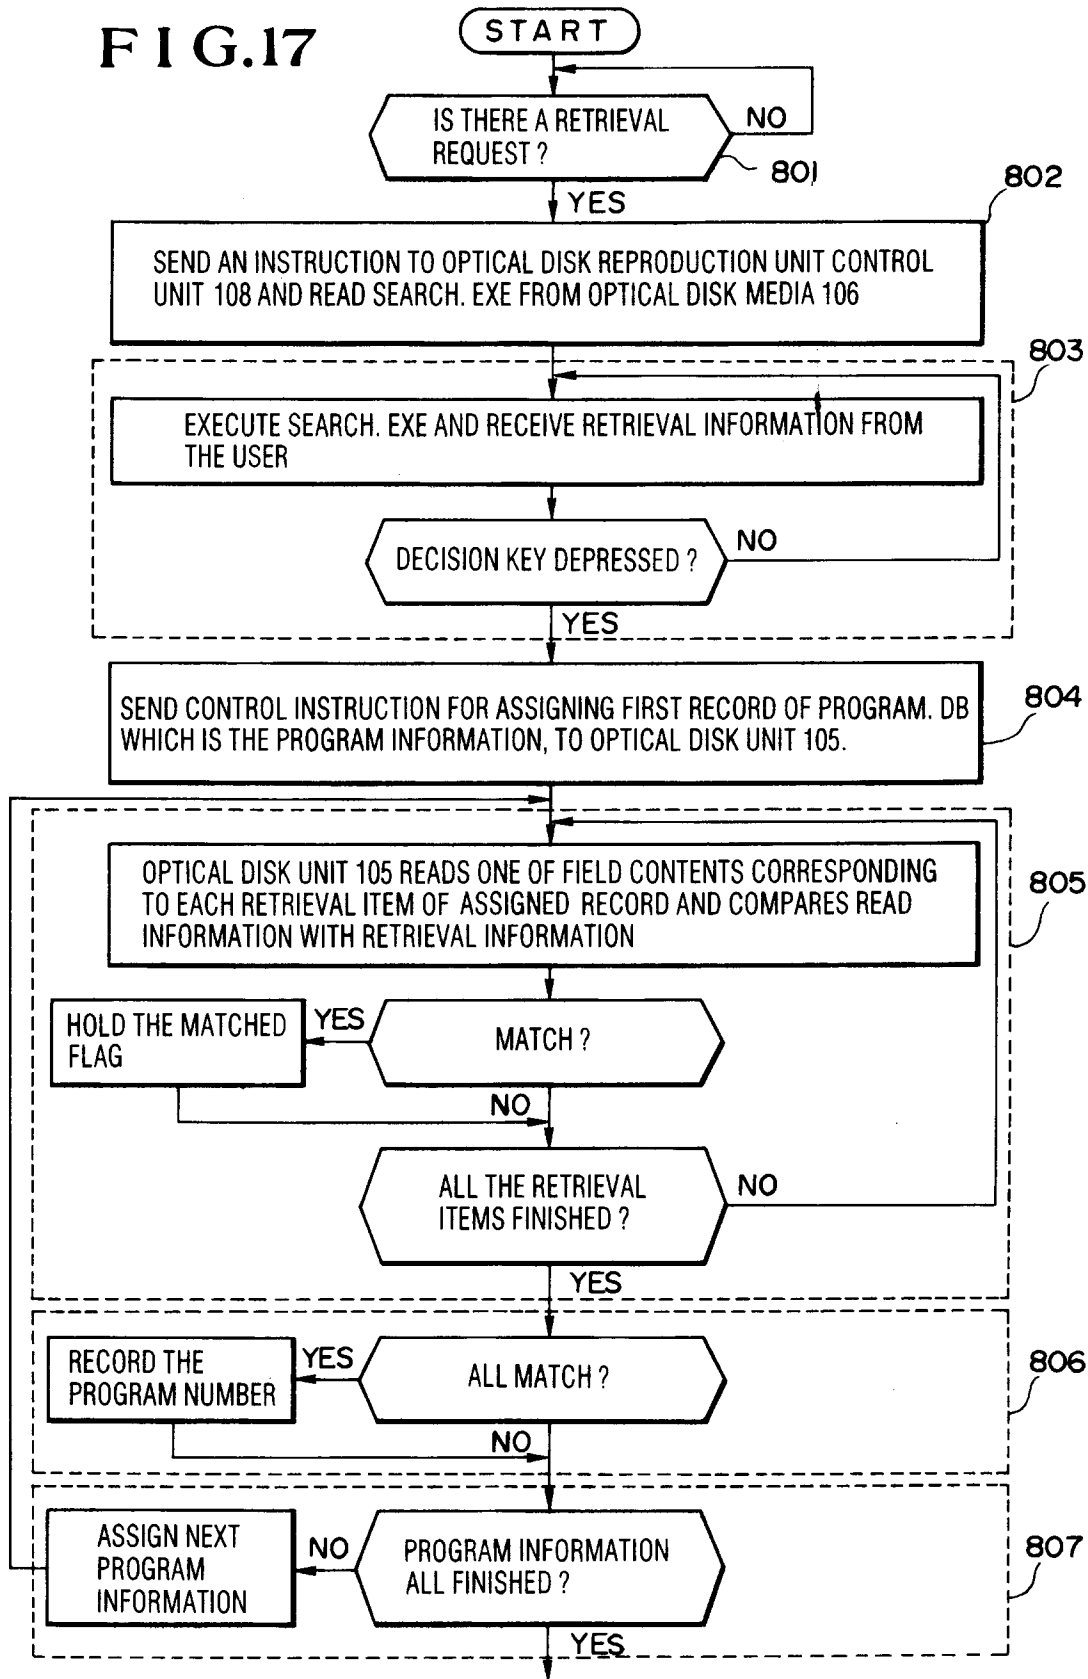 FIG.17
START
IS THERE A RETRIEVAL
REQUEST ?
NO
801
YES
802
SEND AN INSTRUCTION TO OPTICAL DISK REPRODUCTION UNIT CONTROL
UNIT 108 AND READ SEARCH. EXE FROM OPTICAL DISK MEDIA 106
803
EXECUTE SEARCH. EXE AND RECEIVE RETRIEVAL INFORMATION FROM
THE USER
DECISION KEY DEPRESSED ?
NO
YES
804
SEND CONTROL INSTRUCTION FOR ASSIGNING FIRST RECORD OF PROGRAM. DB
WHICH IS THE PROGRAM INFORMATION, TO OPTICAL DISK UNIT 105.
805
OPTICAL DISK UNIT 105 READS ONE OF FIELD CONTENTS CORRESPONDING
TO EACH RETRIEVAL ITEM OF ASSIGNED RECORD AND COMPARES READ
INFORMATION WITH RETRIEVAL INFORMATION
HOLD THE MATCHED
FLAG
YES
MATCH ?
NO
ALL THE RETRIEVAL
ITEMS FINISHED ?
NO
YES
806
RECORD THE
PROGRAM NUMBER
YES
ALL MATCH ?
NO
807
ASSIGN NEXT
PROGRAM
INFORMATION
NO
PROGRAM INFORMATION
ALL FINISHED ?
YES